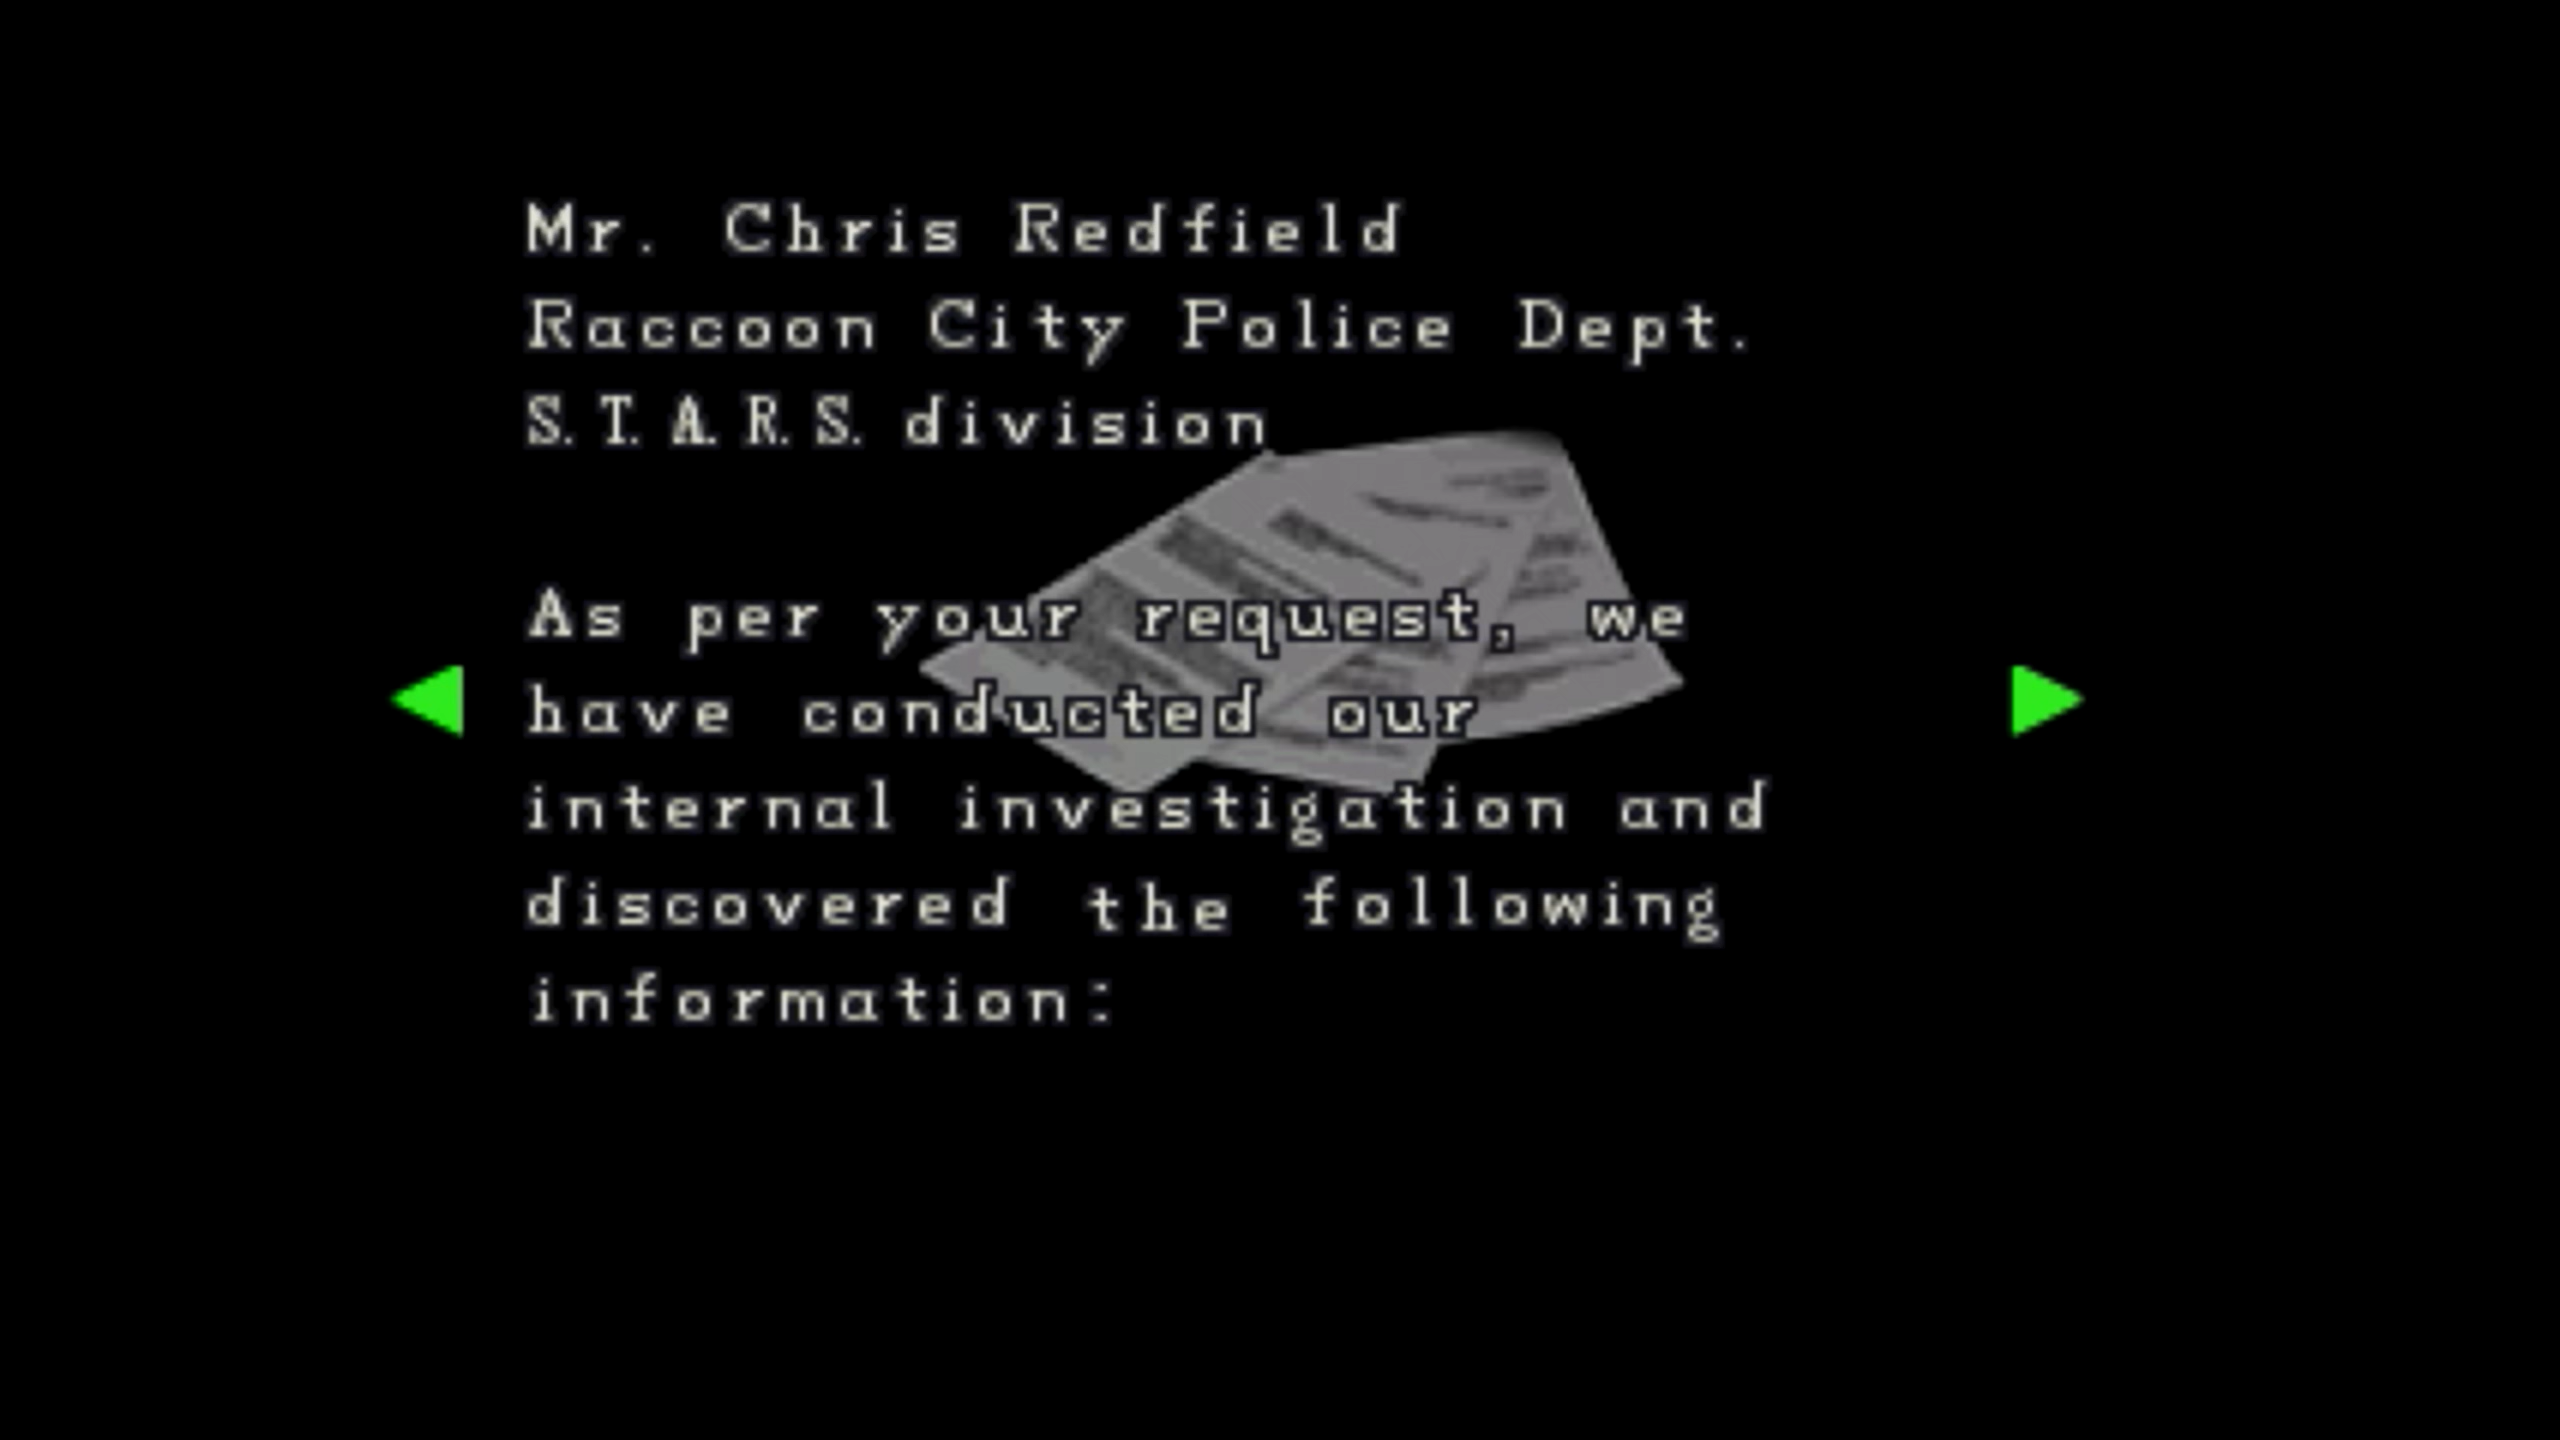 Mr. Chris Redfield
Raccoon City Police Dept.
S.T.A.R.S. division
As per your request, we
have conducted our
internal investigation and
discovered the following
information: